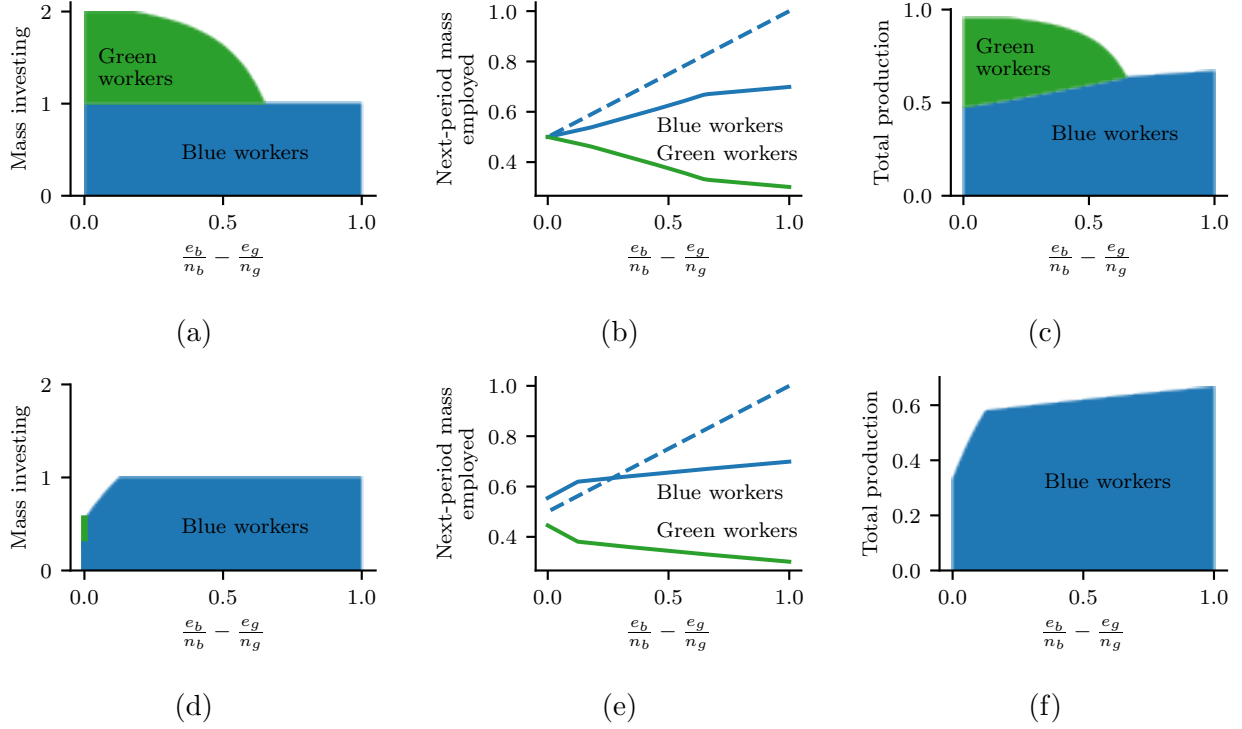 Mass investing
2
1
0
Green
workers
Blue workers
0.0
0.5
1.0
e_b/n_b − e_g/n_g
(a)
Next-period mass
employed
1.0
0.8
0.6
0.4
Blue workers
Green workers
0.0
0.5
1.0
e_b/n_b − e_g/n_g
(b)
Total production
1.0
0.5
0.0
Green
workers
Blue workers
0.0
0.5
1.0
e_b/n_b − e_g/n_g
(c)
Mass investing
2
1
0
Blue workers
0.0
0.5
1.0
e_b/n_b − e_g/n_g
(d)
Next-period mass
employed
1.0
0.8
0.6
0.4
Blue workers
Green workers
0.0
0.5
1.0
e_b/n_b − e_g/n_g
(e)
Total production
0.6
0.4
0.2
0.0
Blue workers
0.0
0.5
1.0
e_b/n_b − e_g/n_g
(f)